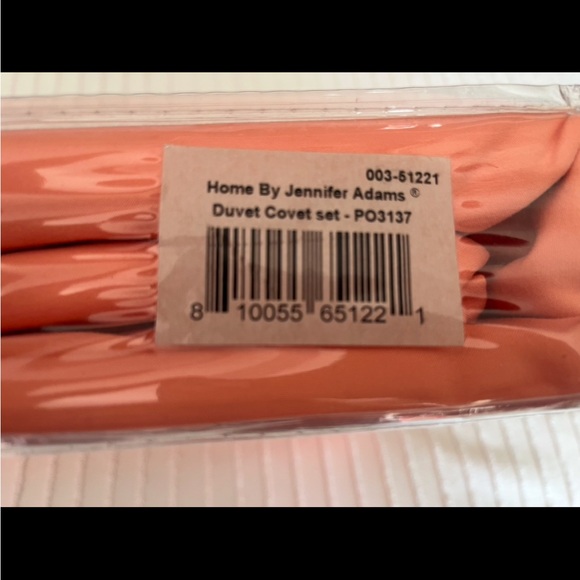 003-51221
Home By Jennifer Adams ®
Duvet Covet set - PO3137
8 10055 65122 1